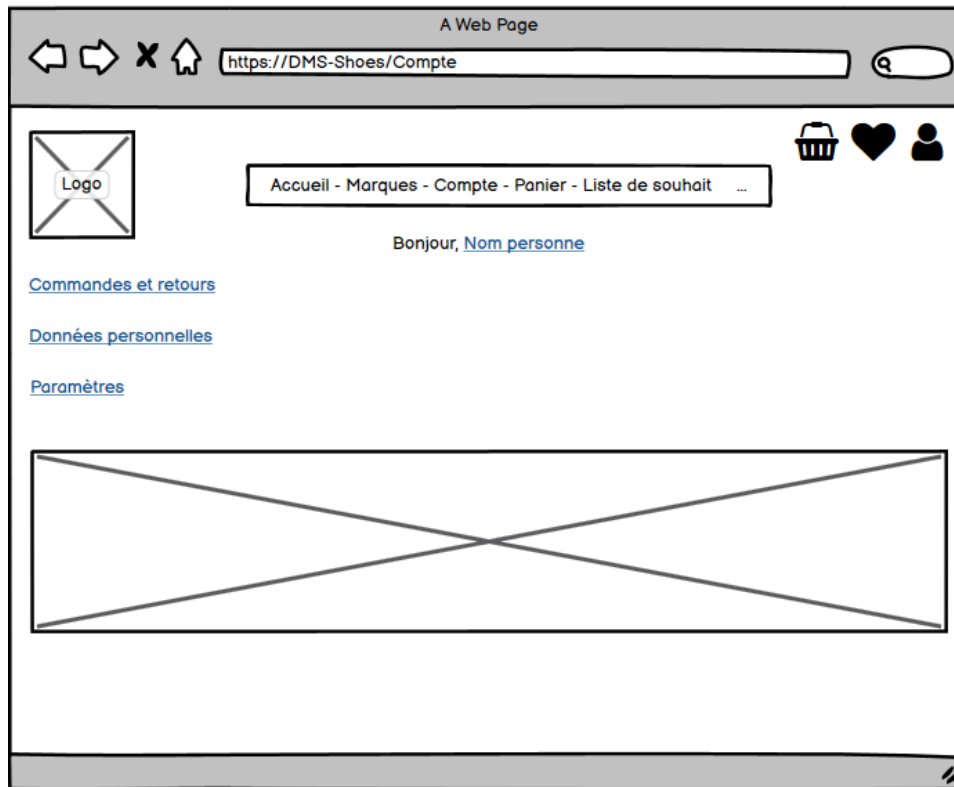 A Web Page
https://DMS-Shoes/Compte
Logo
Accueil - Marques - Compte - Panier - Liste de souhait ...
Bonjour, Nom personne
Commandes et retours
Données personnelles
Paramètres